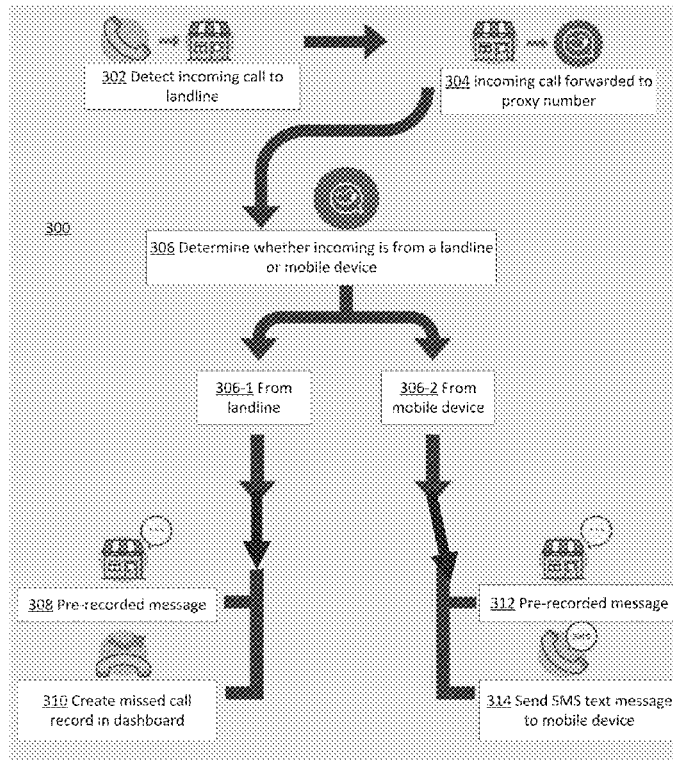 302 Detect incoming call to
landline
304 incoming call forwarded to
proxy number
300
306 Determine whether incoming is from a landline
or mobile device
306-1 From
landline
306-2 From
mobile device
308 Pre-recorded message
312 Pre-recorded message
310 Create missed call
record in dashboard
314 Send SMS text message
to mobile device